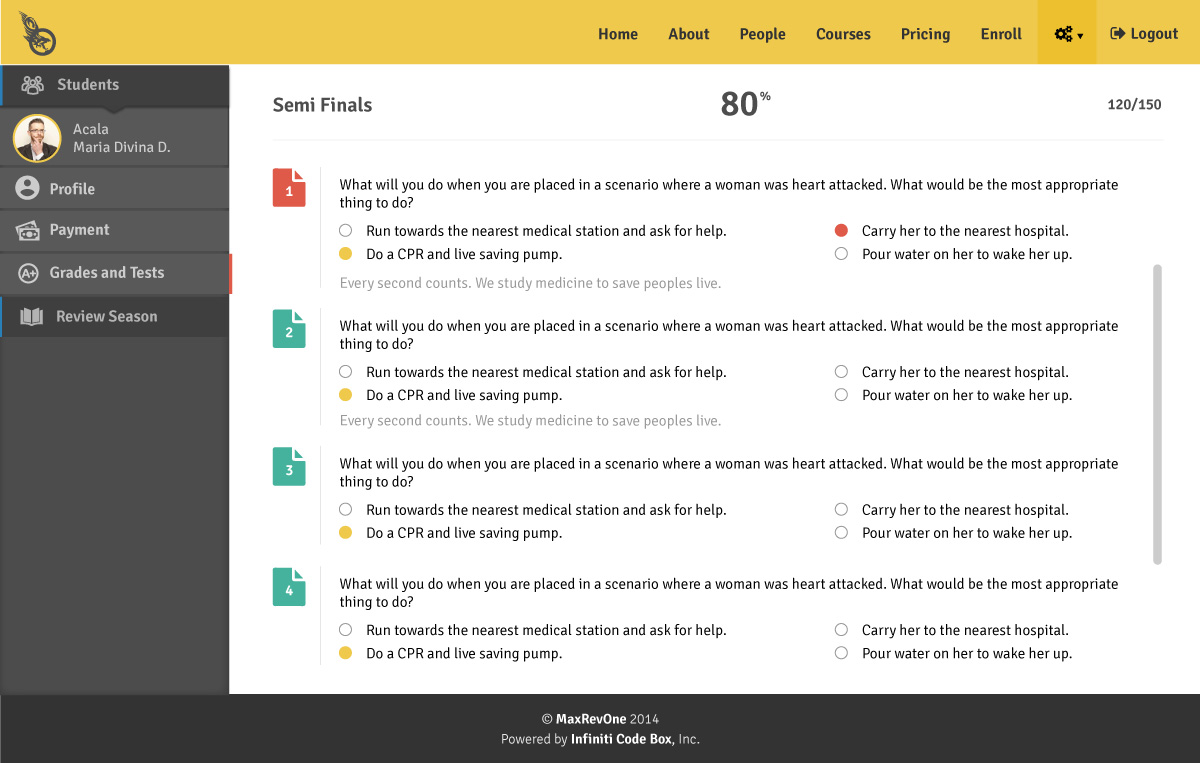 Home About People Courses Pricing Enroll Logout
Students
Acala
Maria Divina D.
Profile
Payment
A+ Grades and Tests
Review Season
Semi Finals 80% 120/150
1
What will you do when you are placed in a scenario where a woman was heart attacked. What would be the most appropriate
thing to do?
Run towards the nearest medical station and ask for help. Carry her to the nearest hospital.
Do a CPR and live saving pump. Pour water on her to wake her up.
Every second counts. We study medicine to save peoples live.
2
What will you do when you are placed in a scenario where a woman was heart attacked. What would be the most appropriate
thing to do?
Run towards the nearest medical station and ask for help. Carry her to the nearest hospital.
Do a CPR and live saving pump. Pour water on her to wake her up.
Every second counts. We study medicine to save peoples live.
3
What will you do when you are placed in a scenario where a woman was heart attacked. What would be the most appropriate
thing to do?
Run towards the nearest medical station and ask for help. Carry her to the nearest hospital.
Do a CPR and live saving pump. Pour water on her to wake her up.
4
What will you do when you are placed in a scenario where a woman was heart attacked. What would be the most appropriate
thing to do?
Run towards the nearest medical station and ask for help. Carry her to the nearest hospital.
Do a CPR and live saving pump. Pour water on her to wake her up.
© MaxRevOne 2014
Powered by Infiniti Code Box, Inc.